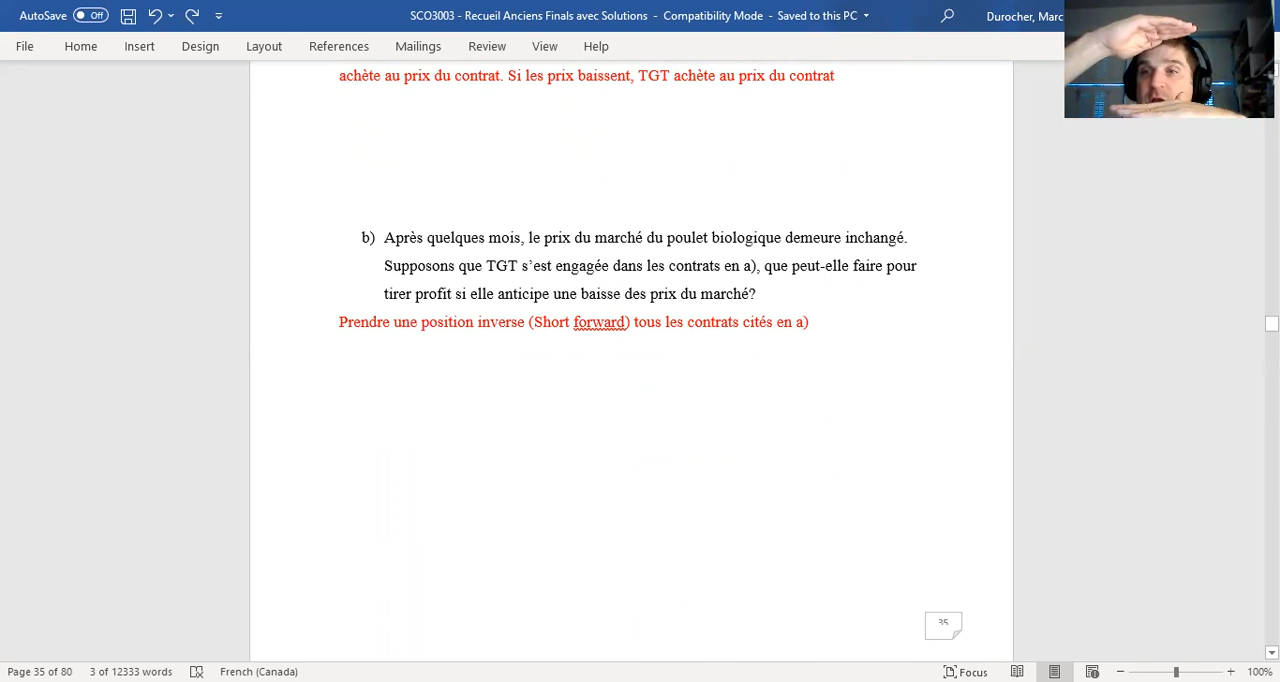 AutoSave Off
SCO3003 - Recueil Anciens Finals avec Solutions - Compatibility Mode - Saved to this PC
Durocher, Marc
File Home Insert Design Layout References Mailings Review View Help
achète au prix du contrat. Si les prix baissent, TGT achète au prix du contrat
b) Après quelques mois, le prix du marché du poulet biologique demeure inchangé.
Supposons que TGT s'est engagée dans les contrats en a), que peut-elle faire pour
tirer profit si elle anticipe une baisse des prix du marché?
Prendre une position inverse (Short forward) tous les contrats cités en a)
35
Page 35 of 80 3 of 12333 words French (Canada) Focus 100%